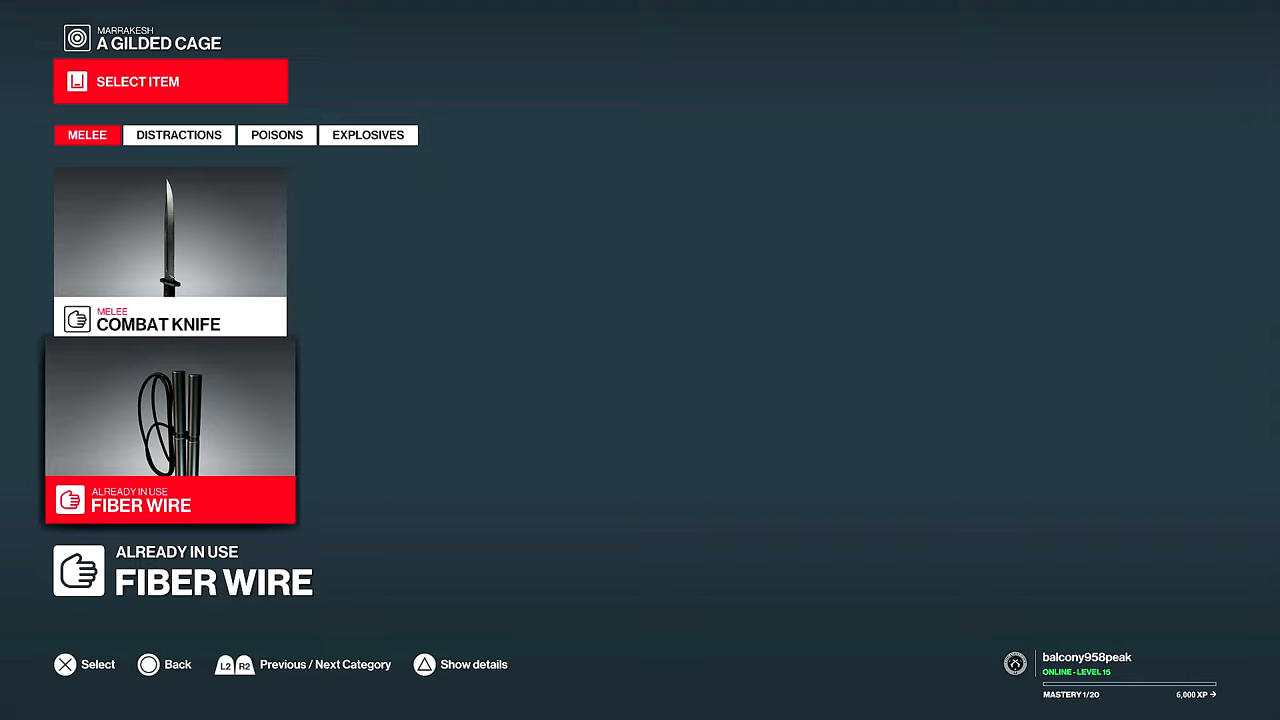 MARRAKESH
A GILDED CAGE
SELECT ITEM
MELEE DISTRACTIONS POISONS EXPLOSIVES
MELEE
COMBAT KNIFE
ALREADY IN USE
FIBER WIRE
ALREADY IN USE
FIBER WIRE
Select Back L2 R2 Previous / Next Category Show details
balcony958peak
ONLINE - LEVEL 15
MASTERY 1/20 6,000 XP →